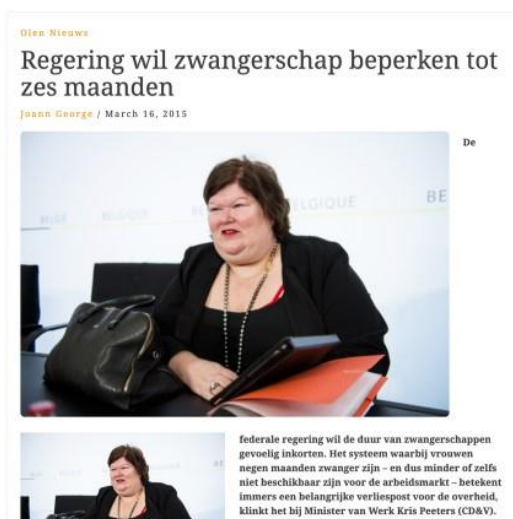 Olen Nieuws
Regering wil zwangerschap beperken tot
zes maanden
Joann George / March 16, 2015
De
BELGIQUE
BE
federale regering wil de duur van zwangerschappen
gevoelig inkorten. Het systeem waarbij vrouwen
negen maanden zwanger zijn – en dus minder of zelfs
niet beschikbaar zijn voor de arbeidsmarkt – betekent
immers een belangrijke verliespost voor de overheid,
klinkt het bij Minister van Werk Kris Peeters (CD&V).